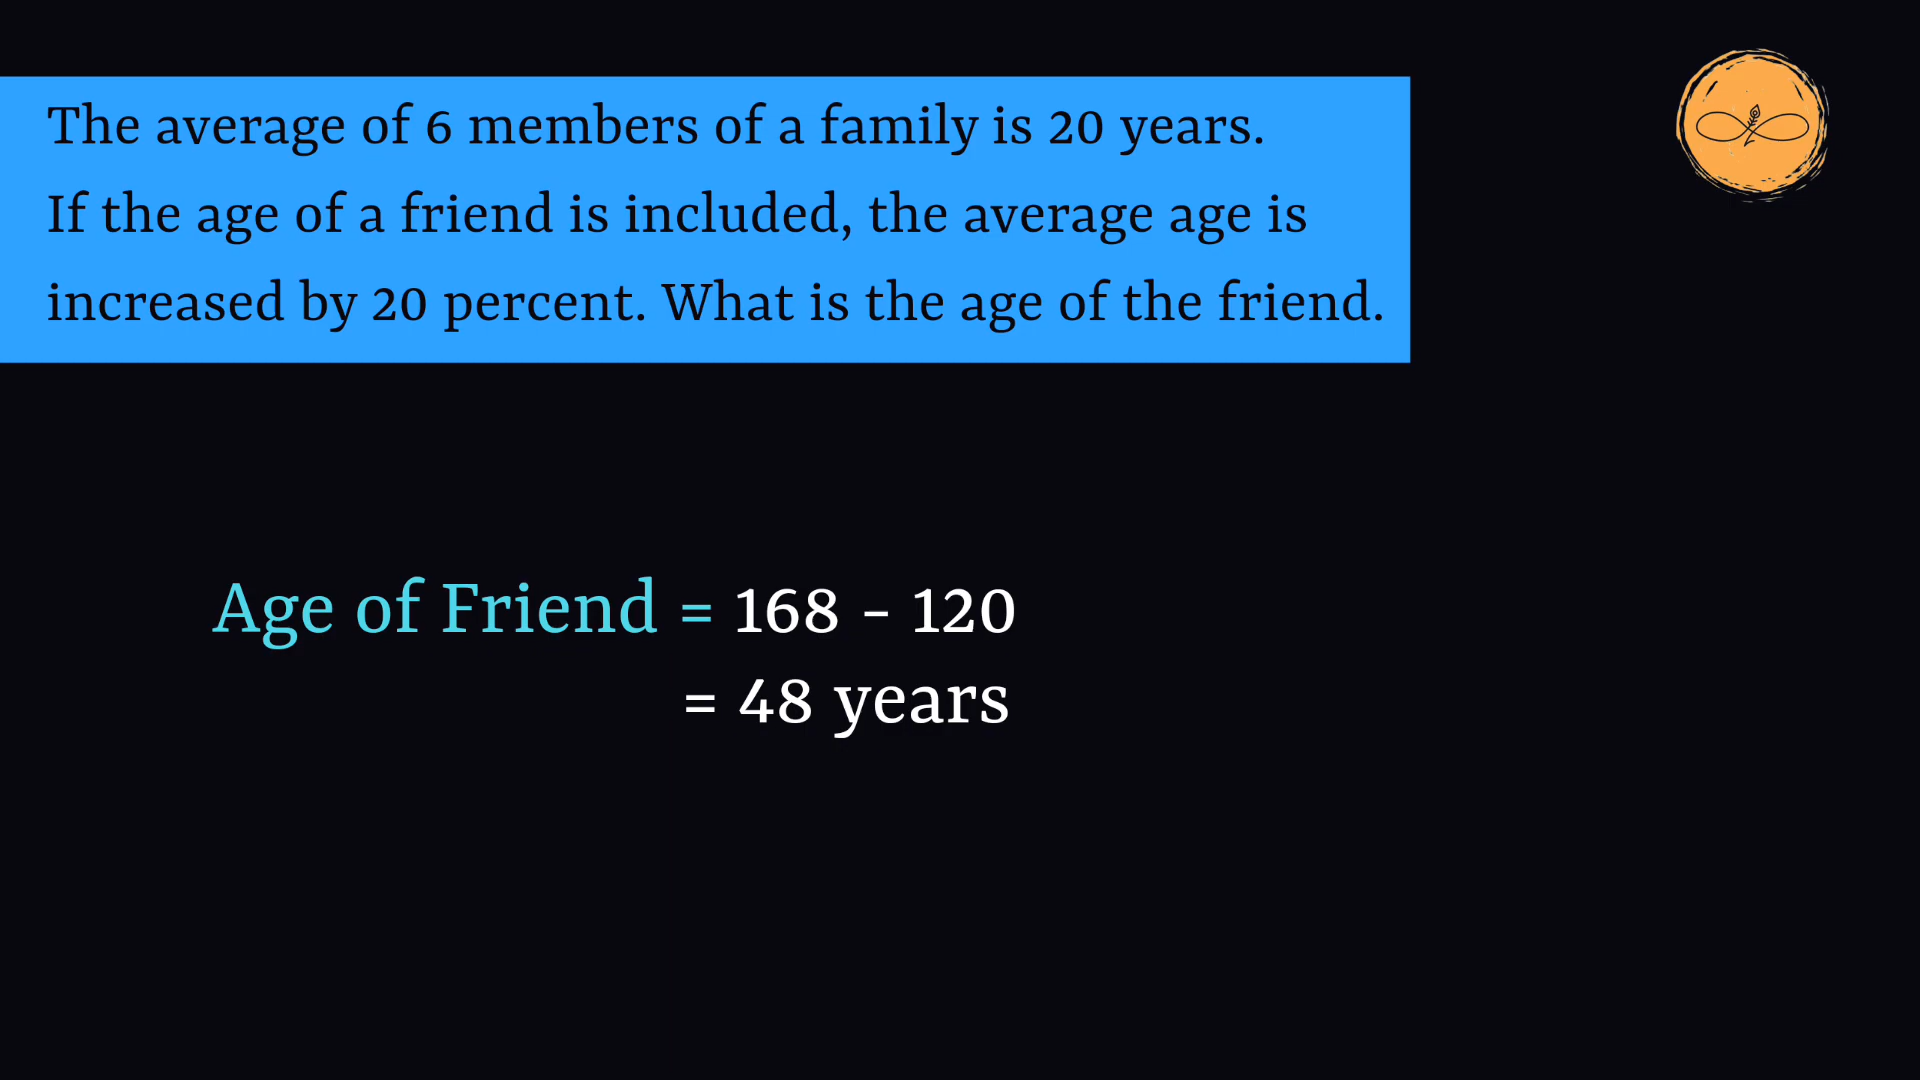 The average of 6 members of a family is 20 years.
If the age of a friend is included, the average age is
increased by 20 percent. What is the age of the friend.
Age of Friend = 168 - 120
= 48 years